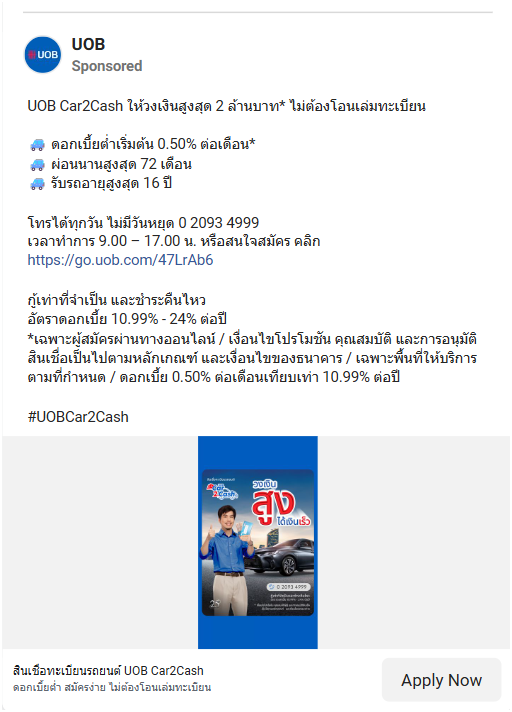 UOB
UOB
Sponsored
UOB Car2Cash ให้วงเงินสูงสุด 2 ล้านบาท* ไม่ต้องโอนเล่มทะเบียน
ดอกเบี้ยต่ำเริ่มต้น 0.50% ต่อเดือน*
ผ่อนนานสูงสุด 72 เดือน
รับรถอายุสูงสุด 16 ปี
โทรได้ทุกวัน ไม่มีวันหยุด 0 2093 4999
เวลาทำการ 9.00 – 17.00 น. หรือสนใจสมัคร คลิก
https://go.uob.com/47LrAb6
กู้เท่าที่จำเป็น และชำระคืนไหว
อัตราดอกเบี้ย 10.99% - 24% ต่อปี
*เฉพาะผู้สมัครผ่านทางออนไลน์ / เงื่อนไขโปรโมชัน คุณสมบัติ และการอนุมัติ
สินเชื่อเป็นไปตามหลักเกณฑ์ และเงื่อนไขของธนาคาร / เฉพาะพื้นที่ให้บริการ
ตามที่กำหนด / ดอกเบี้ย 0.50% ต่อเดือนเทียบเท่า 10.99% ต่อปี
#UOBCar2Cash
Car
2Cash
วงเงิน
สูง
ได้เงินเร็ว
0 2093 4999
สินเชื่อทะเบียนรถยนต์ UOB Car2Cash
ดอกเบี้ยต่ำ สมัครง่าย ไม่ต้องโอนเล่มทะเบียน
Apply Now